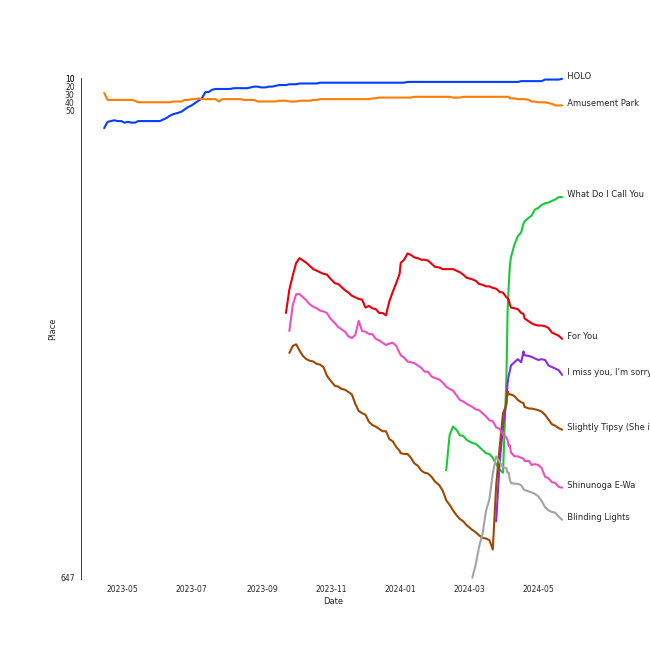 10
20
30
40
50
647
Place
HOLO
Amusement Park
What Do I Call You
For You
I miss you, I'm sorry
Slightly Tipsy (She i
Shinunoga E-Wa
Blinding Lights
2023-05 2023-07 2023-09 2023-11 2024-01 2024-03 2024-05
Date